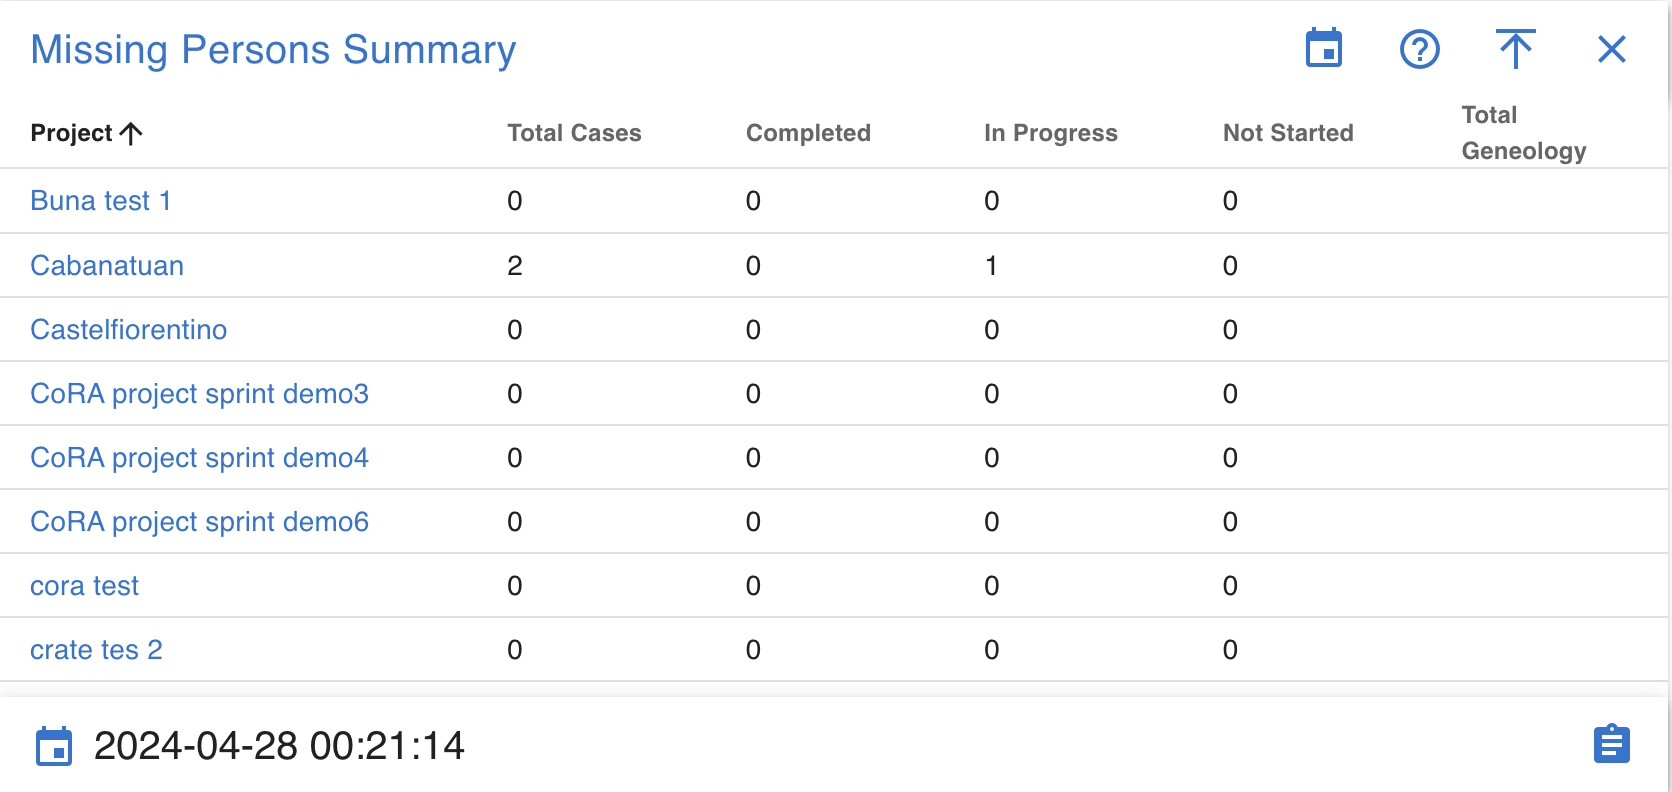 Missing Persons Summary
Project Total Cases Completed In Progress Not Started Total Geneology
Buna test 1 0 0 0 0
Cabanatuan 2 0 1 0
Castelfiorentino 0 0 0 0
CoRA project sprint demo3 0 0 0 0
CoRA project sprint demo4 0 0 0 0
CoRA project sprint demo6 0 0 0 0
cora test 0 0 0 0
crate tes 2 0 0 0 0
2024-04-28 00:21:14